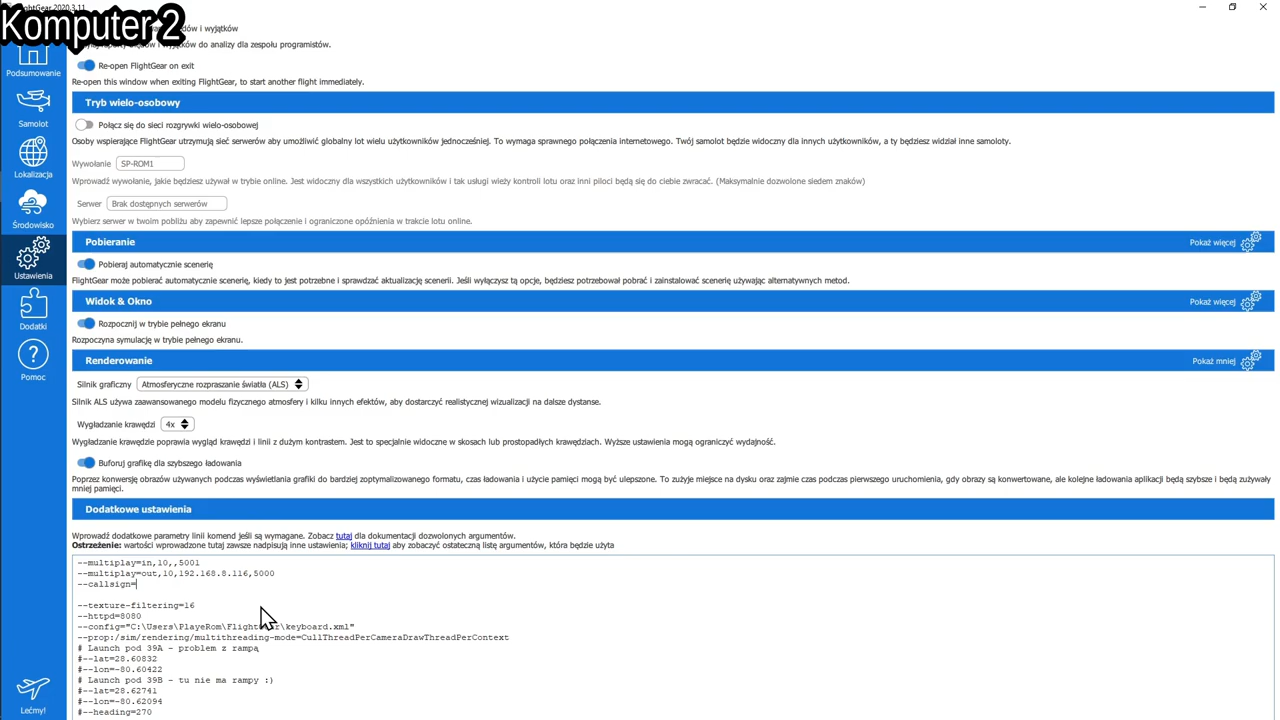 FlightGear 2020.3.11
Komputer 2
i wyjątków
do analizy dla zespołu programistm.
Podsumowanie
Re-open FlightGear on exit
Re-open this window when exiting FlightGear, to start another flight immediately.
Tryb wielo-osobowy
Samolot
Połącz się do sieci rozgrywki wielo-osobowej
Osoby wspierające FlightGear utrzymują sieć serwerów aby umożliwić globalny lot wielu użytkowników jednocześniej. To wymaga sprawnego połączenia internetowego. Twój samolot będzie widoczny dla innych użytkowników, a ty będziesz widział inne samoloty.
Wywołanie SP-ROM1
Lokalizacja
Wprowadź wywołanie, jakie będziesz używał w trybie online. Jest widoczny dla wszystkich użytkowników i tak usługi wieży kontroli lotu oraz inni piloci będą się do ciebie zwracać. (Maksymalnie dozwolone siedem znaków)
Serwer Brak dostępnych serwerów
Środowisko
Wybierz serwer w twoim pobliżu aby zapewnić lepsze połączenie i ograniczone opóźnienia w trakcie lotu online.
Pobieranie Pokaż więcej
Ustawienia
Pobieraj automatycznie scenerię
FlightGear może pobierać automatycznie scenerię, kiedy to jest potrzebne i sprawdzać aktualizację scenerii. Jeśli wyłączysz tą opcje, będziesz potrzebował pobrać i zainstalować scenerię używając alternatywnych metod.
Widok & Okno Pokaż więcej
Dodatki
Rozpocznij w trybie pełnego ekranu
Rozpoczyna symulację w trybie pełnego ekranu.
Renderowanie Pokaż mniej
Pomoc
Silnik graficzny Atmosferyczne rozpraszanie światła (ALS)
Silnik ALS używa zaawansowanego modelu fizycznego atmosfery i kilku innych efektów, aby dostarczyć realistycznej wizualizacji na dalsze dystanse.
Wygładzanie krawędzi 4x
Wygładzanie krawędzie poprawia wygląd krawędzi i linii z dużym kontrastem. Jest to specjalnie widoczne w skosach lub prostopadłych krawędziach. Wyższe ustawienia mogą ograniczyć wydajność.
Buforuj grafikę dla szybszego ładowania
Poprzez konwersję obrazów używanych podczas wyświetlania grafiki do bardziej zoptymalizowanego formatu, czas ładowania i użycie pamięci mogą być ulepszone. To zużyje miejsce na dysku oraz zajmie czas podczas pierwszego uruchomienia, gdy obrazy są konwertowane, ale kolejne ładowania aplikacji będą szybsze i będą zużywały
mniej pamięci.
Dodatkowe ustawienia
Wprowadź dodatkowe parametry linii komend jeśli są wymagane. Zobacz tutaj dla dokumentacji dozwolonych argumentów.
Ostrzeżenie: wartości wprowadzone tutaj zawsze nadpisują inne ustawienia; kliknij tutaj aby zobaczyć ostateczną listę argumentów, która będzie użyta
--multiplay=in,10,,5001
--multiplay=out,10,192.168.8.116,5000
--callsign=
--texture-filtering=16
--httpd=8080
--config="C:\Users\PlayeRom\FlightGear\keyboard.xml"
--prop:/sim/rendering/multithreading-mode=CullThreadPerCameraDrawThreadPerContext
# Launch pod 39A - problem z rampą
#--lat=28.60832
#--lon=-80.60422
# Launch pod 39B - tu nie ma rampy :)
#--lat=28.62741
#--lon=-80.62094
#--heading=270
Lećmy!